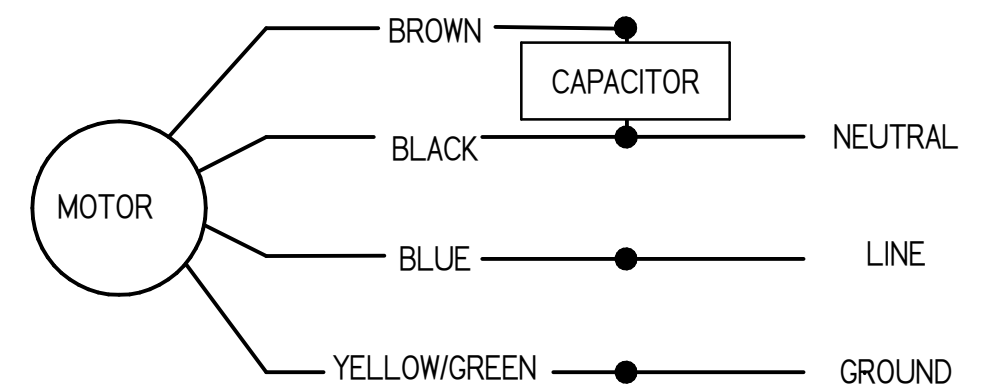 BROWN
CAPACITOR
BLACK
NEUTRAL
MOTOR
BLUE
LINE
YELLOW/GREEN
GROUND